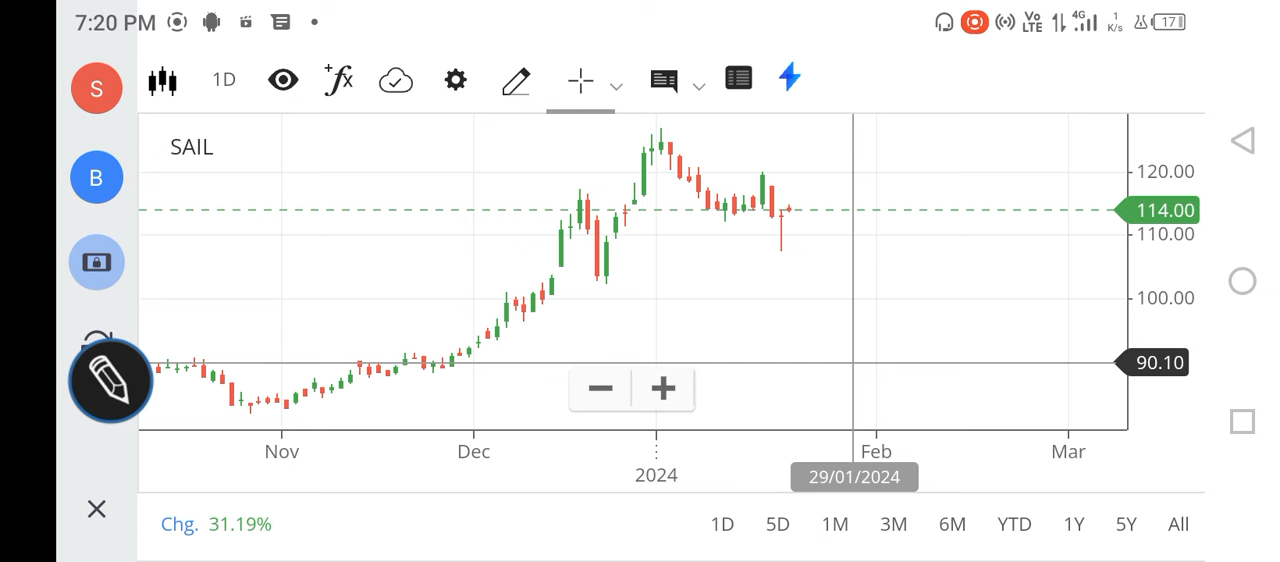 7:20 PM
Vo LTE 4G 1 K/s 17
S
1D
B
SAIL
120.00
114.00
110.00
100.00
90.10
Nov Dec 2024 Feb Mar
29/01/2024
Chg. 31.19% 1D 5D 1M 3M 6M YTD 1Y 5Y All